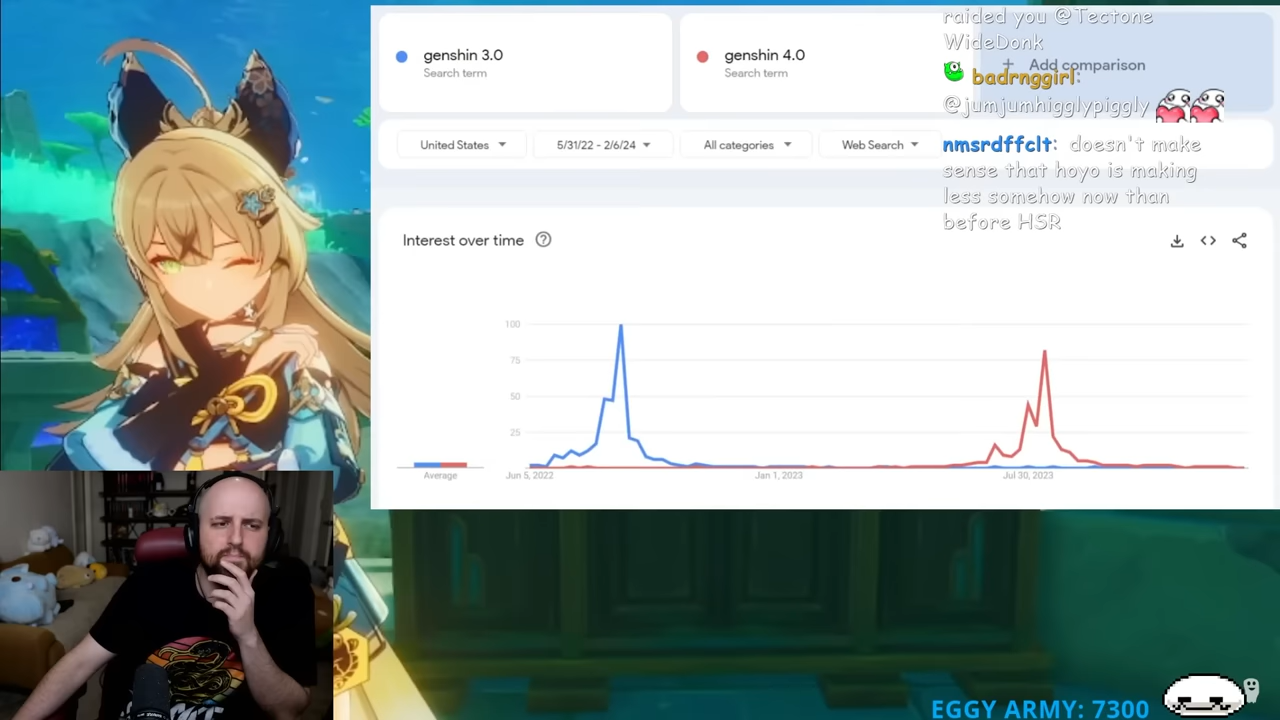 genshin 3.0
Search term
genshin 4.0
Search term
+ Add comparison
raided you @Tectone
WideDonk
badrnggirl:
@jumjumhigglypiggly
nmsrdffclt: doesn't make
sense that hoyo is making
less somehow now than
before HSR
United States
5/31/22 - 2/6/24
All categories
Web Search
Interest over time
?
100
75
50
25
Average
Jun 5, 2022
Jan 1, 2023
Jul 30, 2023
EGGY ARMY: 7300